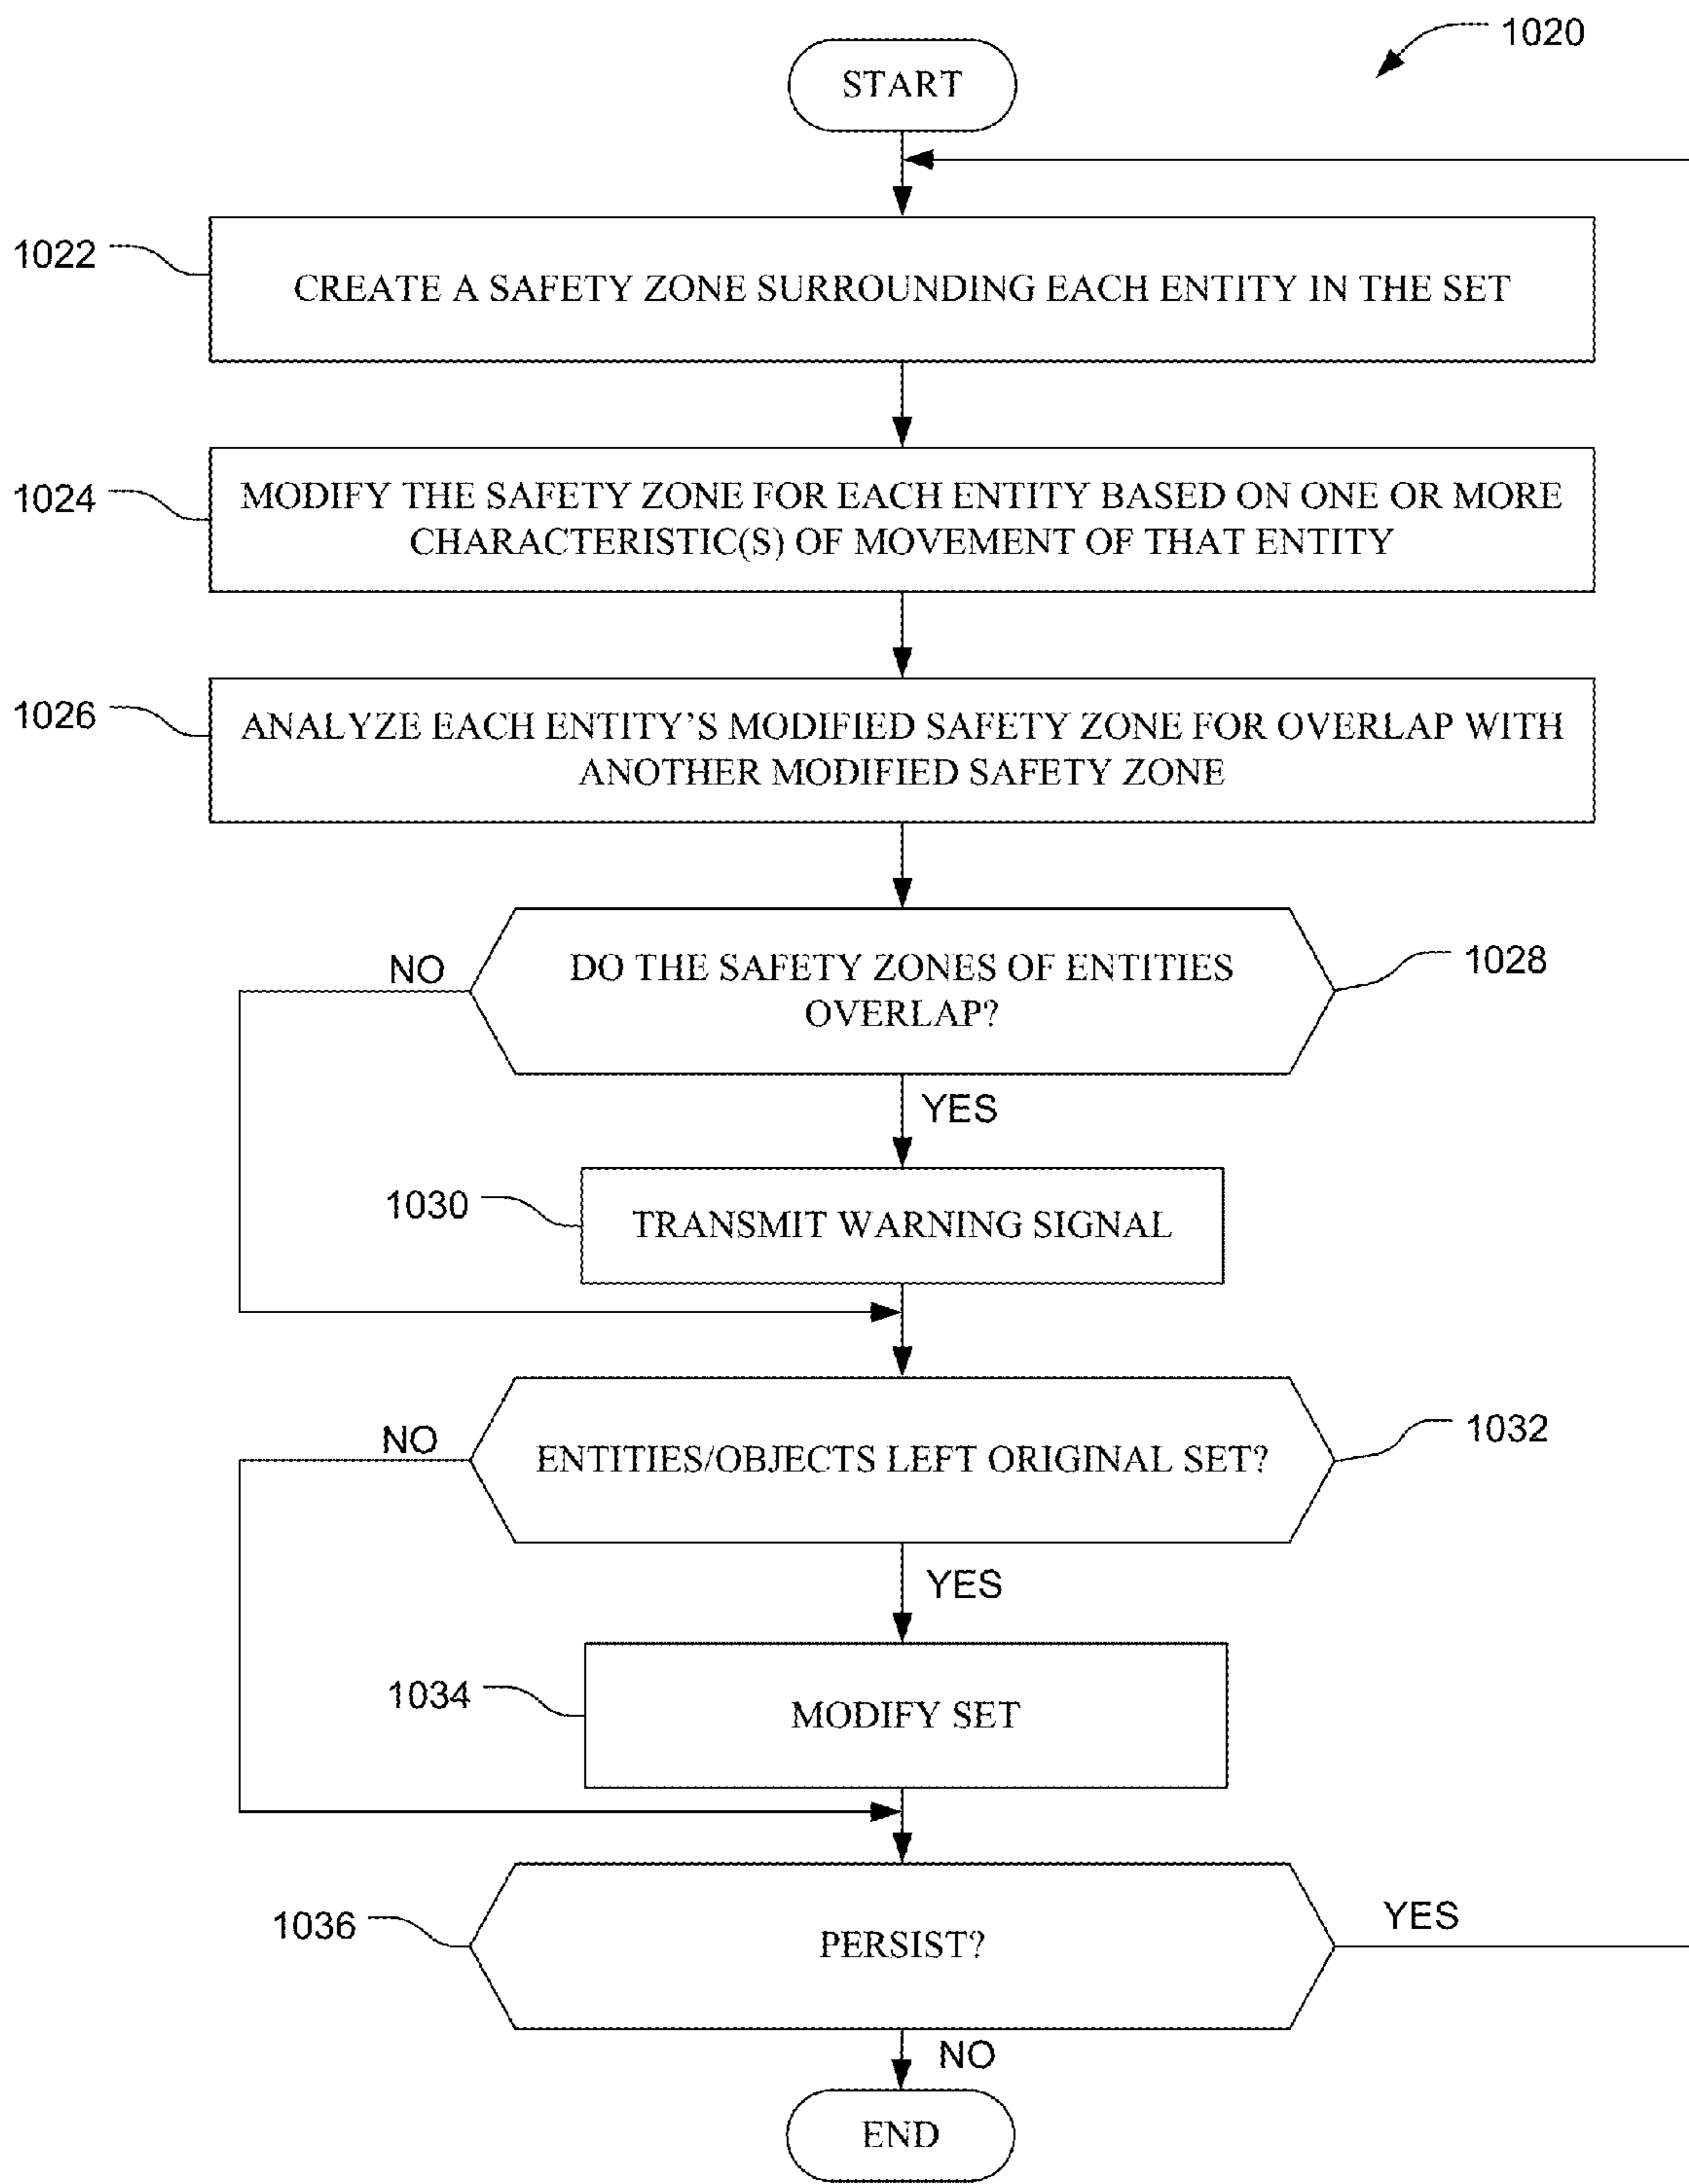 1020
START
1022
CREATE A SAFETY ZONE SURROUNDING EACH ENTITY IN THE SET
1024
MODIFY THE SAFETY ZONE FOR EACH ENTITY BASED ON ONE OR MORE
CHARACTERISTIC(S) OF MOVEMENT OF THAT ENTITY
1026
ANALYZE EACH ENTITY'S MODIFIED SAFETY ZONE FOR OVERLAP WITH
ANOTHER MODIFIED SAFETY ZONE
NO
DO THE SAFETY ZONES OF ENTITIES
OVERLAP?
1028
YES
1030
TRANSMIT WARNING SIGNAL
NO
ENTITIES/OBJECTS LEFT ORIGINAL SET?
1032
YES
1034
MODIFY SET
1036
PERSIST?
YES
NO
END